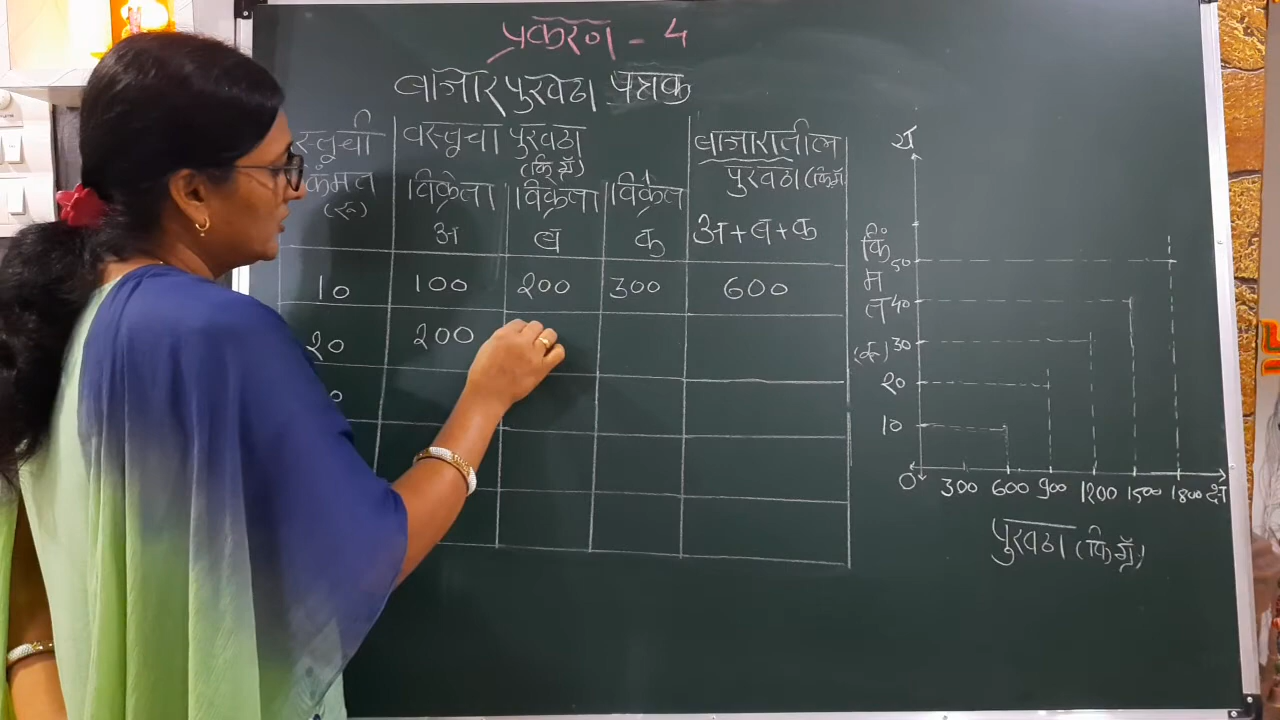 प्रकरण - 4
बाजार पुरवठा पत्रक
स्तूची वस्तूचा पुरवठा बाजारातील
(कि ग्रॅ) पुरवठा (कि ग्रॅ)
किंमत विक्रेता विक्रेता विक्रेता
(रु)
अ ब क अ+ब+क
10 100 200 300 600
20 200
0
य
किंमत
(रु)
50
40
30
20
10
0 300 600 900 1200 1500 1800 क्ष
पुरवठा (कि ग्रॅ)